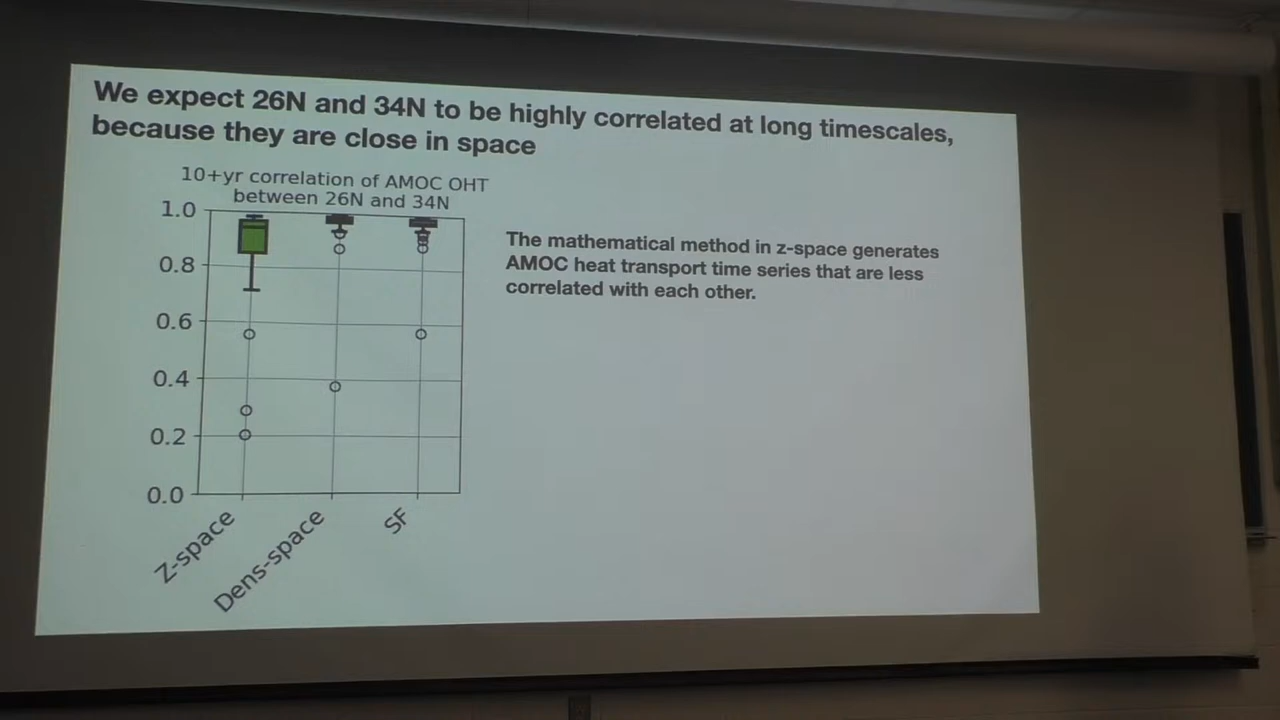 We expect 26N and 34N to be highly correlated at long timescales,
because they are close in space
10+yr correlation of AMOC OHT
between 26N and 34N
1.0
0.8
0.6
0.4
0.2
0.0
Z-space
Dens-space
SF
The mathematical method in z-space generates
AMOC heat transport time series that are less
correlated with each other.